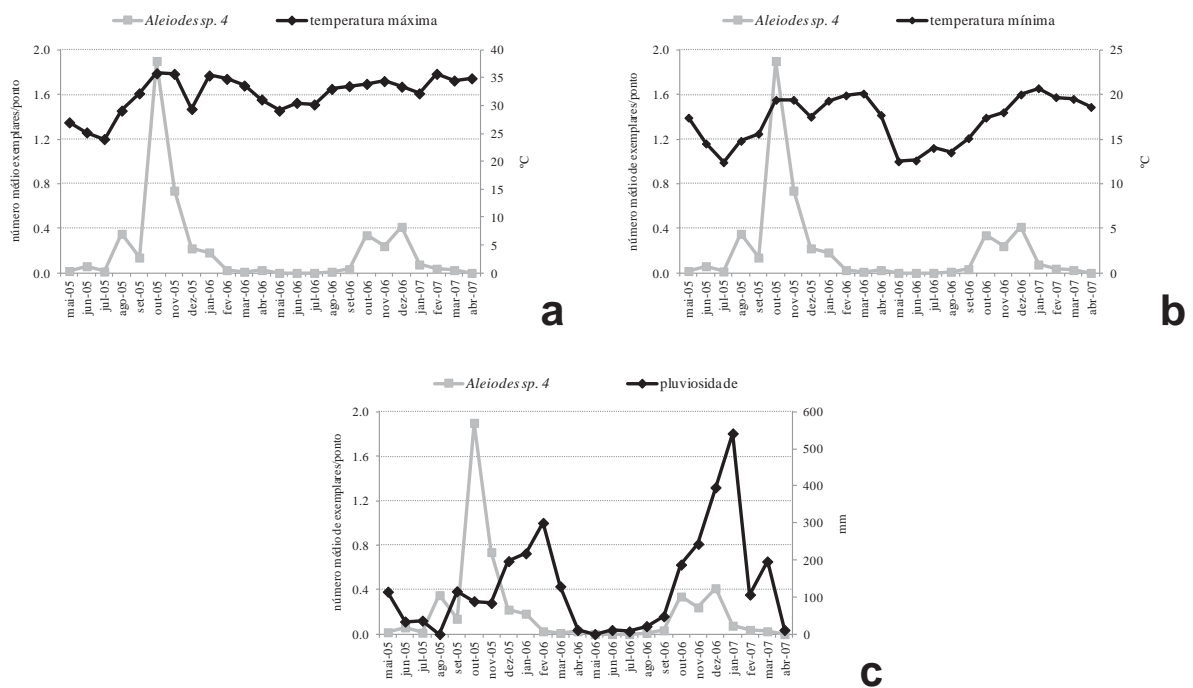 Aleiodes sp. 4
temperatura máxima
número médio exemplares/ponto
2.0
1.6
1.2
0.8
0.4
0.0
40
35
30
25
20
15
10
5
0
ºC
mai-05
jun-05
jul-05
ago-05
set-05
out-05
nov-05
dez-05
jan-06
fev-06
mar-06
abr-06
mai-06
jun-06
jul-06
ago-06
set-06
out-06
nov-06
dez-06
jan-07
fev-07
mar-07
abr-07
a
Aleiodes sp. 4
temperatura mínima
número médio de exemplares/ponto
2.0
1.6
1.2
0.8
0.4
0.0
25
20
15
10
5
0
ºC
mai-05
jun-05
jul-05
ago-05
set-05
out-05
nov-05
dez-05
jan-06
fev-06
mar-06
abr-06
mai-06
jun-06
jul-06
ago-06
set-06
out-06
nov-06
dez-06
jan-07
fev-07
mar-07
abr-07
b
Aleiodes sp. 4
pluviosidade
número médio de exemplares/ponto
2.0
1.6
1.2
0.8
0.4
0.0
600
500
400
300
200
100
0
mm
mai-05
jun-05
jul-05
ago-05
set-05
out-05
nov-05
dez-05
jan-06
fev-06
mar-06
abr-06
mai-06
jun-06
jul-06
ago-06
set-06
out-06
nov-06
dez-06
jan-07
fev-07
mar-07
abr-07
c